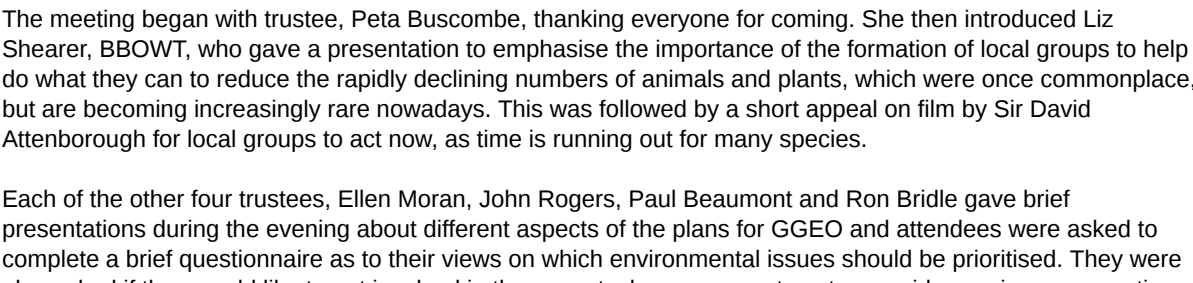 The meeting began with trustee, Peta Buscombe, thanking everyone for coming. She then introduced Liz
Shearer, BBOWT, who gave a presentation to emphasise the importance of the formation of local groups to help
do what they can to reduce the rapidly declining numbers of animals and plants, which were once commonplace,
but are becoming increasingly rare nowadays. This was followed by a short appeal on film by Sir David
Attenborough for local groups to act now, as time is running out for many species.
Each of the other four trustees, Ellen Moran, John Rogers, Paul Beaumont and Ron Bridle gave brief
presentations during the evening about different aspects of the plans for GGEO and attendees were asked to
complete a brief questionnaire as to their views on which environmental issues should be prioritised. They were